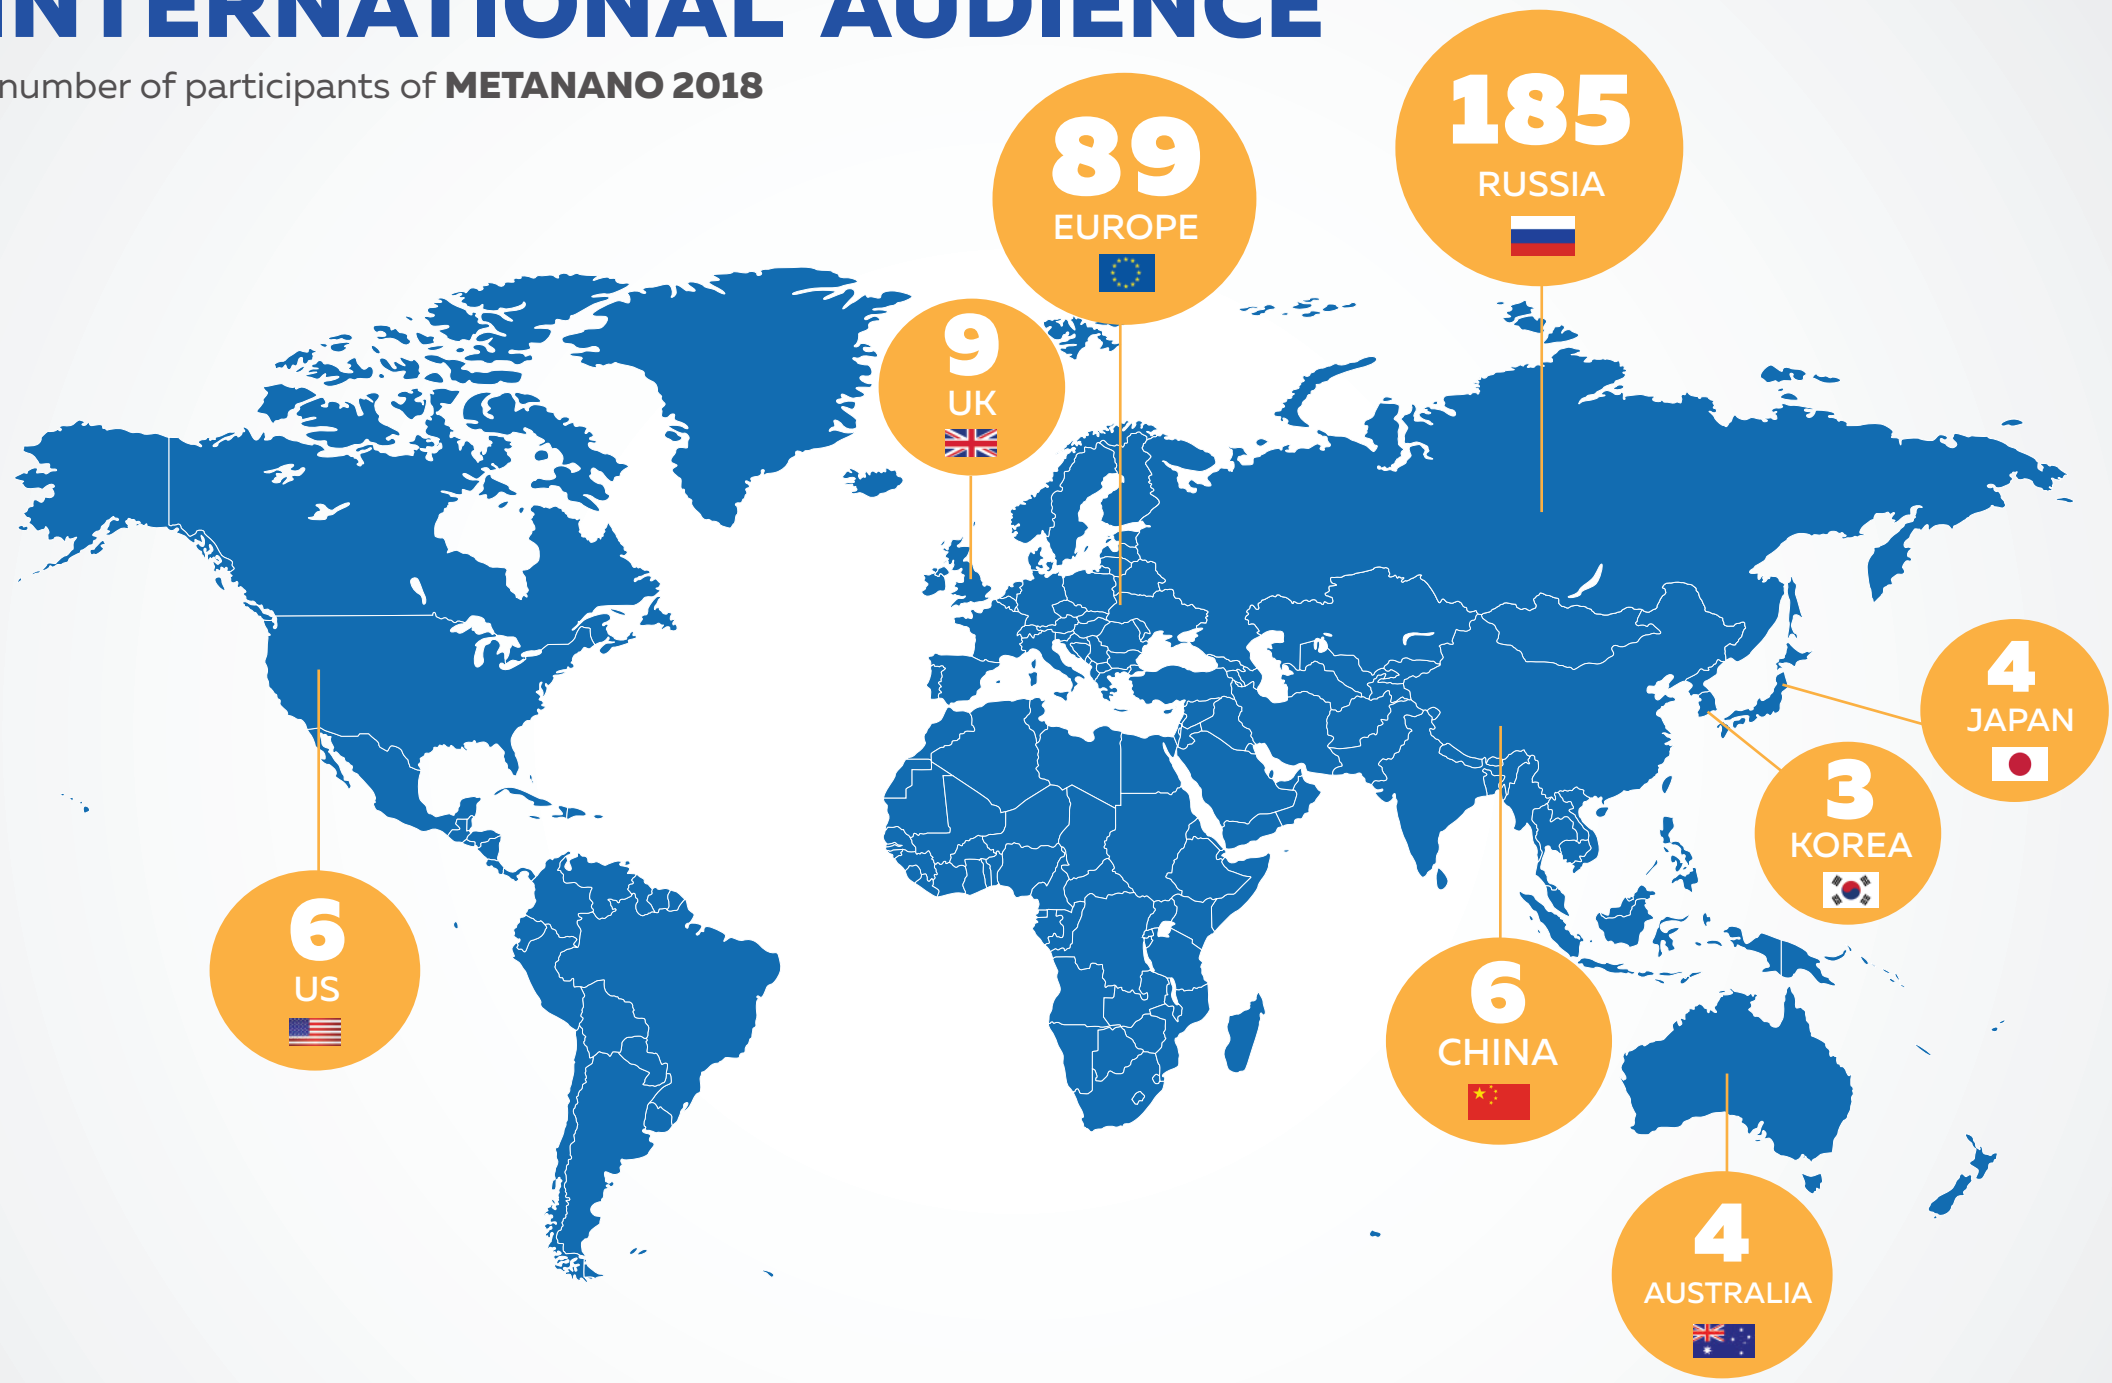 INTERNATIONAL AUDIENCE
number of participants of METANANO 2018
185
RUSSIA
89
EUROPE
9
UK
4
JAPAN
3
KOREA
6
US
6
CHINA
4
AUSTRALIA